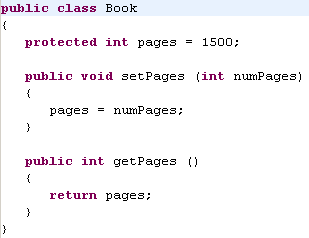 public class Book
{
protected int pages = 1500;
public void setPages (int numPages)
{
pages = numPages;
}
public int getPages ()
{
return pages;
}
}